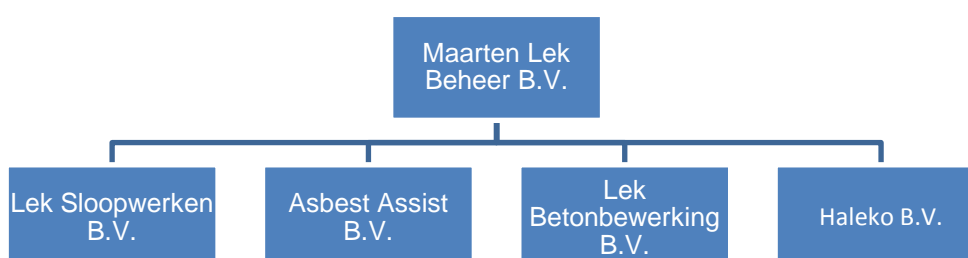 Maarten Lek
Beheer B.V.
Lek Sloopwerken
B.V.
Asbest Assist
B.V.
Lek
Betonbewerking
B.V.
Haleko B.V.